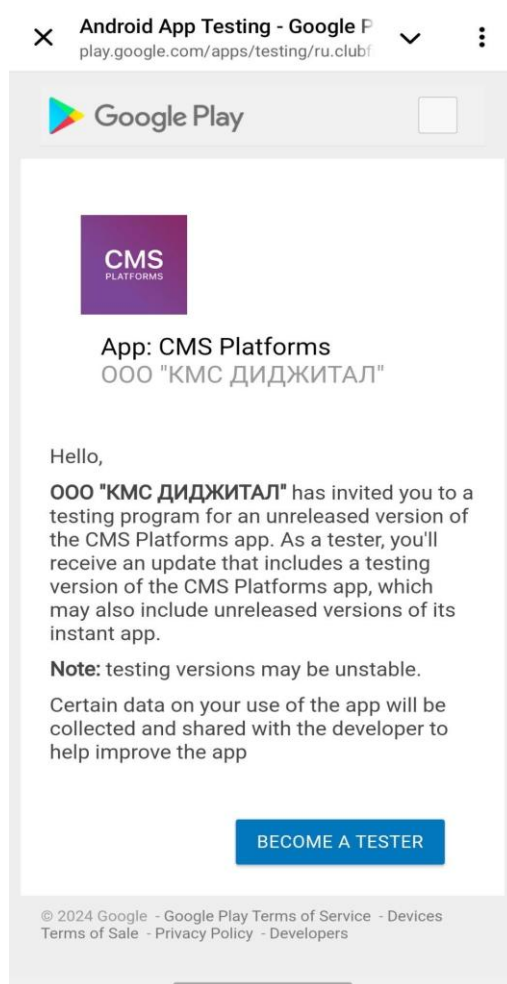 Android App Testing - Google P
play.google.com/apps/testing/ru.clubf
Google Play
CMS
PLATFORMS
App: CMS Platforms
ООО "КМС ДИДЖИТАЛ"
Hello,
ООО "КМС ДИДЖИТАЛ" has invited you to a
testing program for an unreleased version of
the CMS Platforms app. As a tester, you'll
receive an update that includes a testing
version of the CMS Platforms app, which
may also include unreleased versions of its
instant app.
Note: testing versions may be unstable.
Certain data on your use of the app will be
collected and shared with the developer to
help improve the app
BECOME A TESTER
© 2024 Google - Google Play Terms of Service - Devices
Terms of Sale - Privacy Policy - Developers